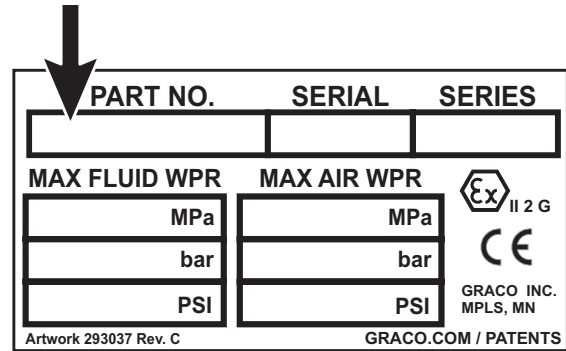 PART NO. SERIAL SERIES
MAX FLUID WPR MAX AIR WPR
Ex II 2 G
MPa MPa
bar bar
CE
PSI PSI
GRACO INC.
MPLS, MN
Artwork 293037 Rev. C GRACO.COM / PATENTS